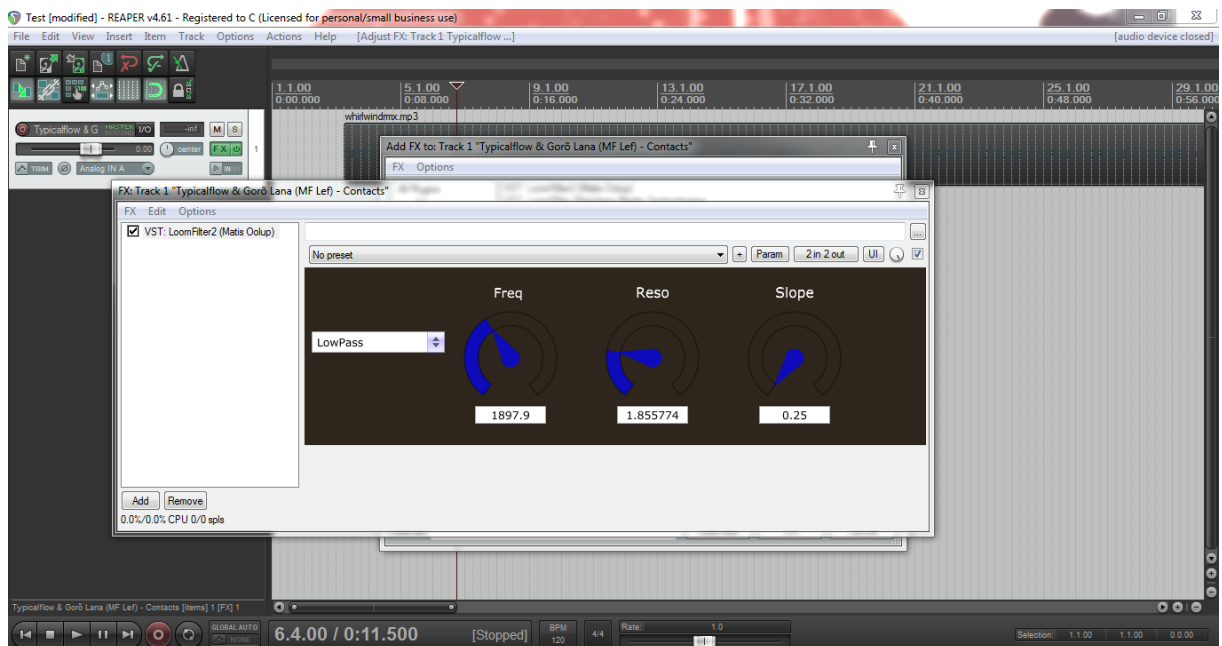 Test [modified] - REAPER v4.61 - Registered to C (Licensed for personal/small business use)
File Edit View Insert Item Track Options Actions Help [Adjust FX: Track 1 Typicalflow ...] [audio device closed]
1.1.00 5.1.00 9.1.00 13.1.00 17.1.00 21.1.00 25.1.00 29.1.00
0:00.000 0:08.000 0:16.000 0:24.000 0:32.000 0:40.000 0:48.000 0:56.000
whirlwindmx.mp3
Typicalflow & G I/O -inf M S
0.00 center FX 1
TRIM Analog IN A IN
Add FX to: Track 1 "Typicalflow & Gorõ Lana (MF Lef) - Contacts"
FX Options
FX: Track 1 "Typicalflow & Gorõ Lana (MF Lef) - Contacts"
FX Edit Options
VST: LoomFilter2 (Matis Oolup)
...
No preset + Param 2 in 2 out UI
Freq Reso Slope
LowPass
1897.9 1.855774 0.25
Add Remove
0.0%/0.0% CPU 0/0 spls
Typicalflow & Gorõ Lana (MF Lef) - Contacts [items] 1 [FX] 1
GLOBAL AUTO
NONE
6.4.00 / 0:11.500 [Stopped] BPM 120 4/4 Rate: 1.0 Selection: 1.1.00 1.1.00 0.0.00